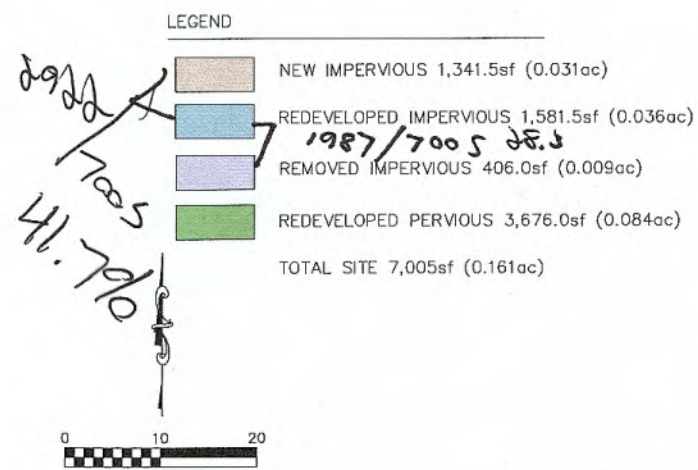 LEGEND
NEW IMPERVIOUS 1,341.5sf (0.031ac)
REDEVELOPED IMPERVIOUS 1,581.5sf (0.036ac)
1987/7005 28.3
REMOVED IMPERVIOUS 406.0sf (0.009ac)
REDEVELOPED PERVIOUS 3,676.0sf (0.084ac)
TOTAL SITE 7,005sf (0.161ac)
2922
7005
41.7%
0 10 20